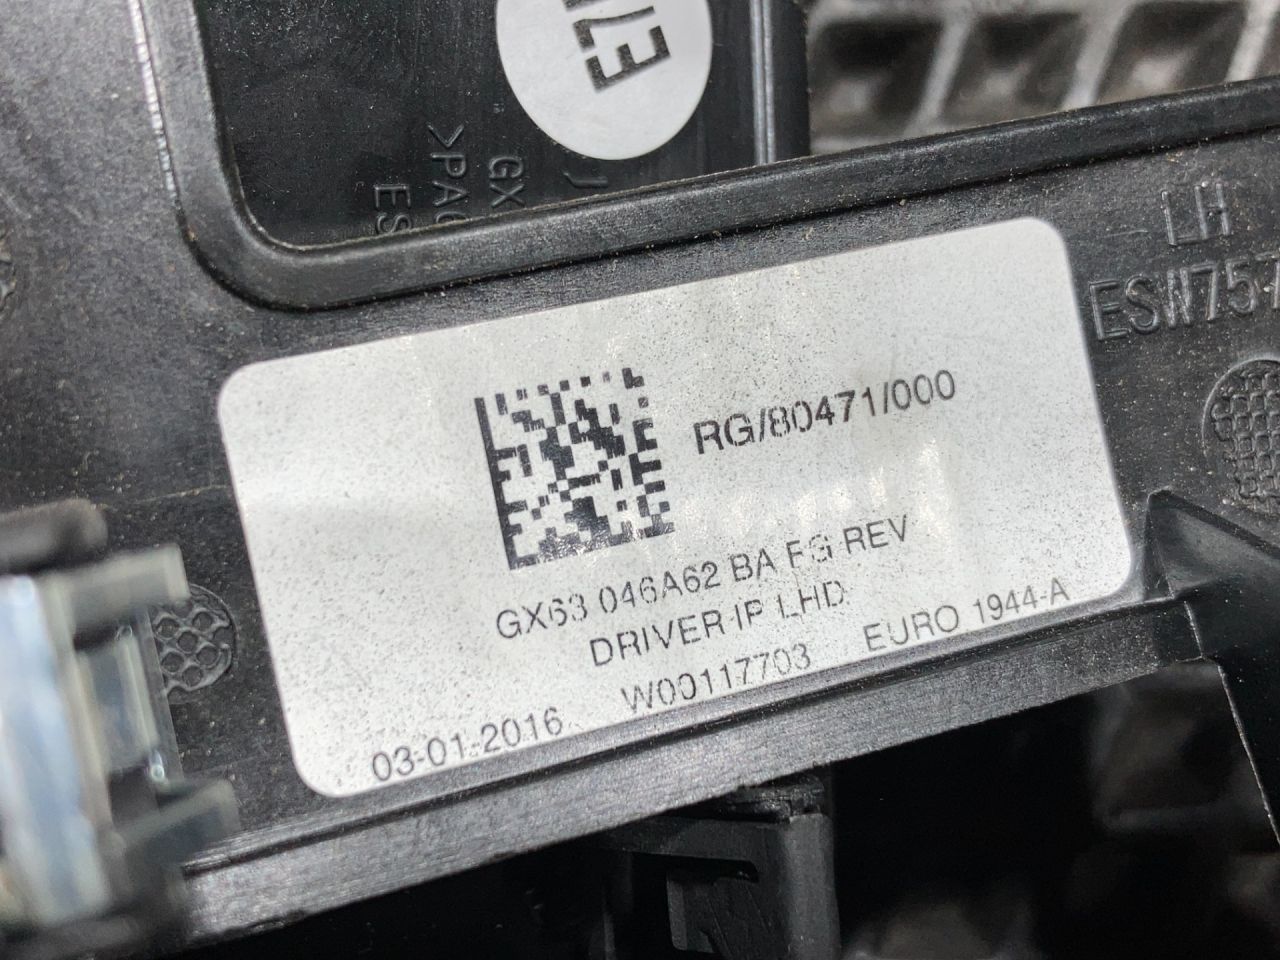 GX
>PA
ES
LH
ESW757
RG/80471/000
GX63 046A62 BA FG REV
DRIVER IP LHD
W00117703 EURO 1944-A
03-01-2016